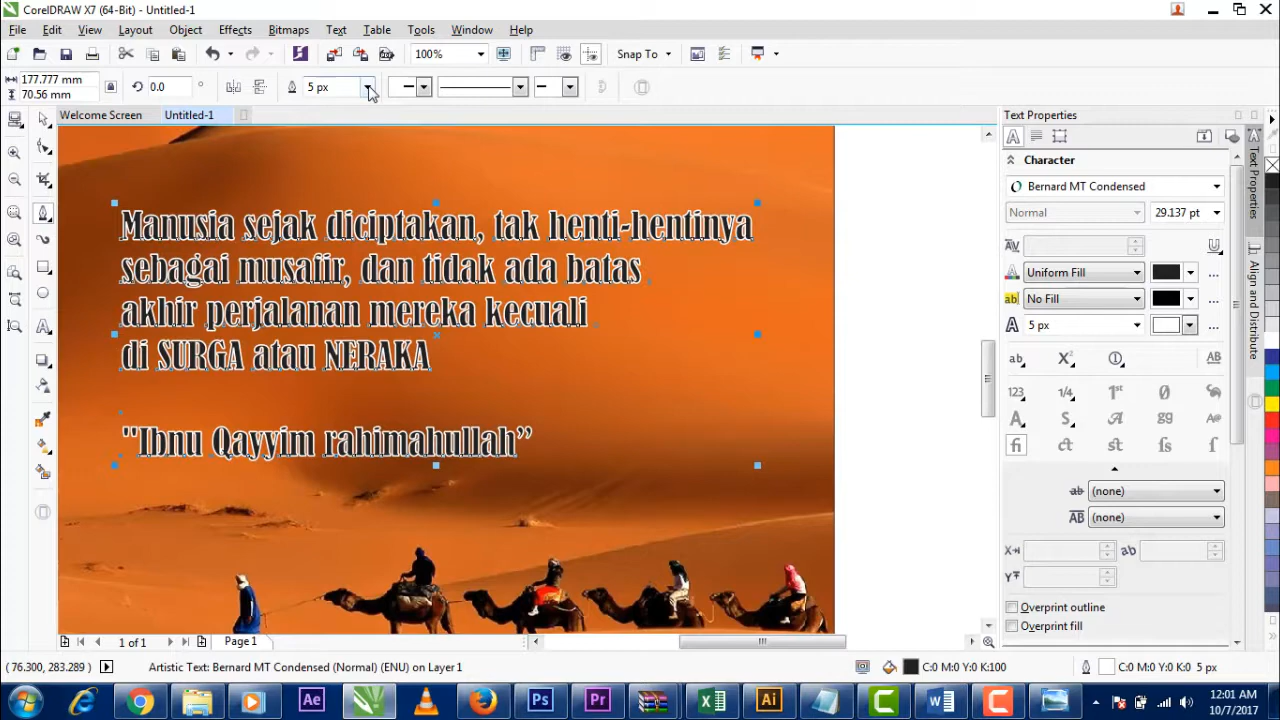 CorelDRAW X7 (64-Bit) - Untitled-1
File Edit View Layout Object Effects Bitmaps Text Table Tools Window Help
100% Snap To
177.777 mm
70.56 mm
0.0 °
5 px
Welcome Screen Untitled-1
Text Properties
Character
Bernard MT Condensed
Normal 29.137 pt
Uniform Fill
No Fill
5 px
(none)
(none)
Overprint outline
Overprint fill
Text Properties
Align and Distribute
Manusia sejak diciptakan, tak henti-hentinya
sebagai musafir, dan tidak ada batas
akhir perjalanan mereka kecuali
di SURGA atau NERAKA
"Ibnu Qayyim rahimahullah”
1 of 1 Page 1
(76.300, 283.289) Artistic Text: Bernard MT Condensed (Normal) (ENU) on Layer 1 C:0 M:0 Y:0 K:100 C:0 M:0 Y:0 K:0 5 px
12:01 AM
10/7/2017